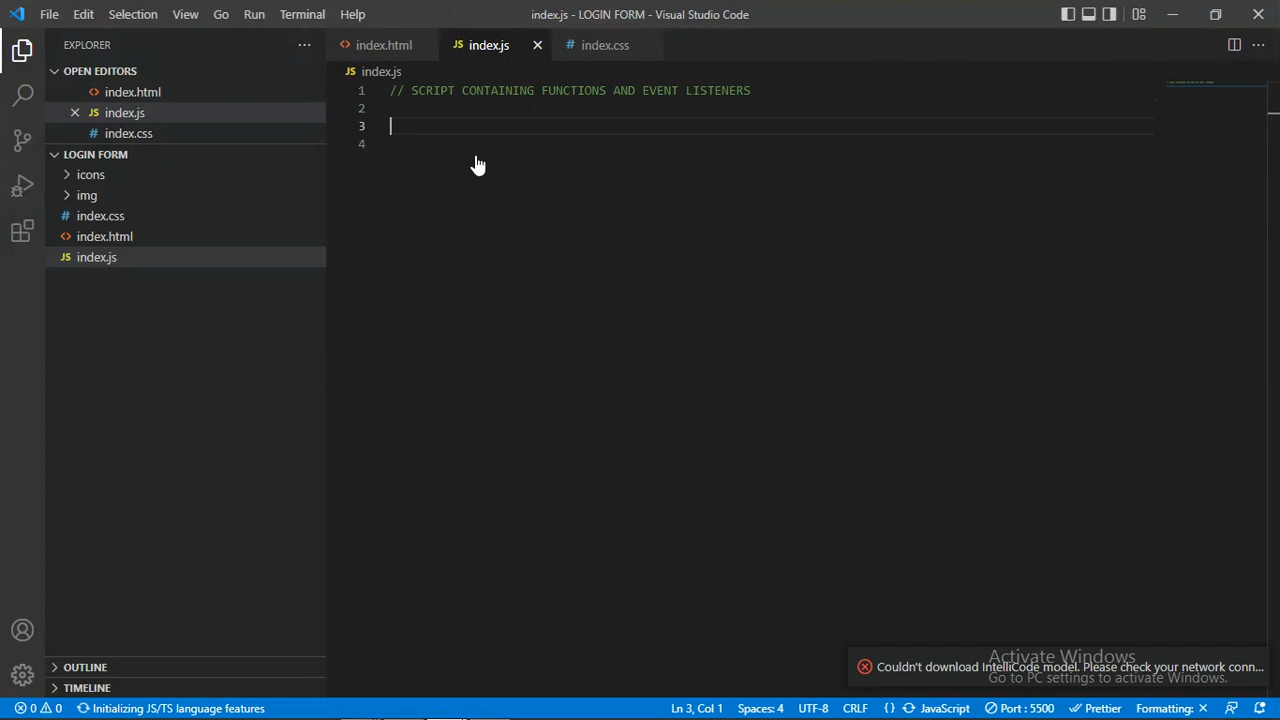 File Edit Selection View Go Run Terminal Help index.js - LOGIN FORM - Visual Studio Code
EXPLORER
OPEN EDITORS
<> index.html
JS index.js
# index.css
LOGIN FORM
icons
img
# index.css
<> index.html
JS index.js
OUTLINE
TIMELINE
<> index.html JS index.js # index.css
JS index.js
1 // SCRIPT CONTAINING FUNCTIONS AND EVENT LISTENERS
2
3
4
Couldn't download IntelliCode model. Please check your network conn...
Activate Windows
Go to PC settings to activate Windows.
0 0 Initializing JS/TS language features Ln 3, Col 1 Spaces: 4 UTF-8 CRLF {} JavaScript Port : 5500 Prettier Formatting: ×